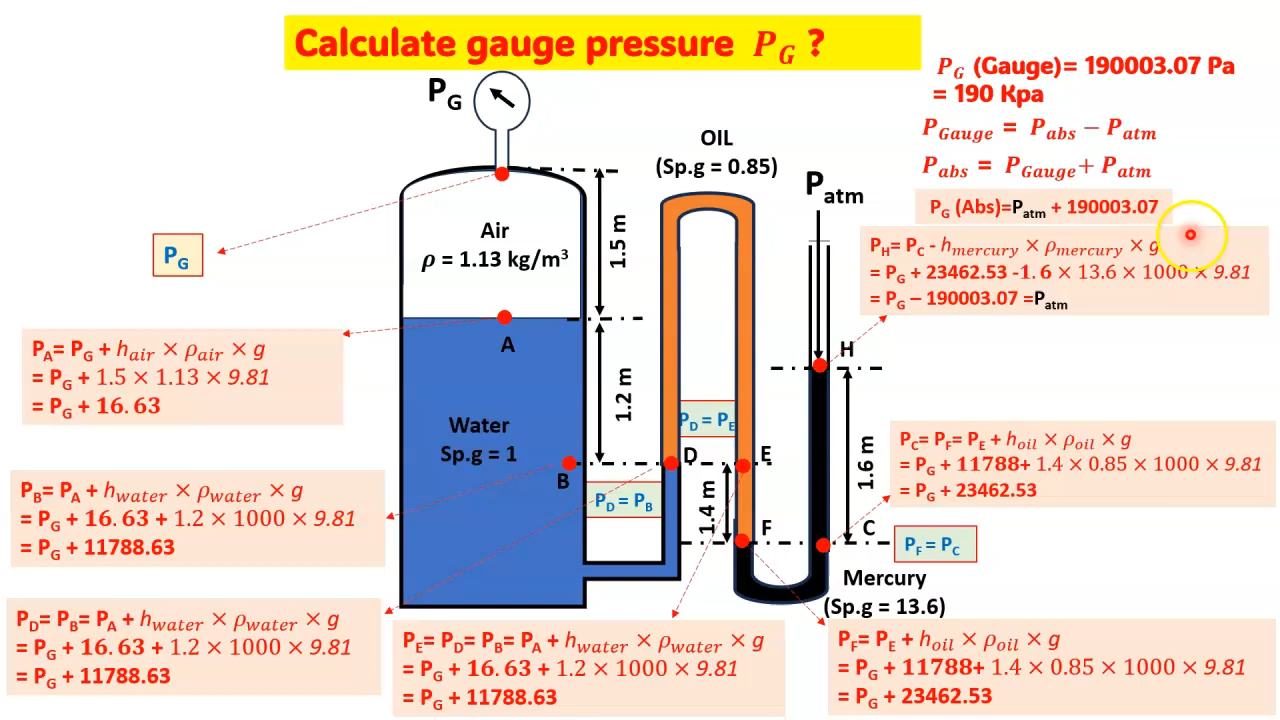 Calculate gauge pressure P_G ?
P_G (Gauge)= 190003.07 Pa
= 190 Kpa
P_Gauge = P_abs − P_atm
P_abs = P_Gauge + P_atm
P_G (Abs)=P_atm + 190003.07
P_H= P_C - h_mercury × ρ_mercury × g
= P_G + 23462.53 -1.6 × 13.6 × 1000 × 9.81
= P_G − 190003.07 =P_atm
P_G
OIL
(Sp.g = 0.85)
P_atm
Air
ρ = 1.13 kg/m³
1.5 m
P_G
A
P_A= P_G + h_air × ρ_air × g
= P_G + 1.5 × 1.13 × 9.81
= P_G + 16.63
H
1.2 m
Water
Sp.g = 1
P_D = P_E
B
D
E
1.6 m
P_C= P_F= P_E + h_oil × ρ_oil × g
= P_G + 11788+ 1.4 × 0.85 × 1000 × 9.81
= P_G + 23462.53
P_B= P_A + h_water × ρ_water × g
= P_G + 16.63 + 1.2 × 1000 × 9.81
= P_G + 11788.63
P_D = P_B
1.4 m
F
C
P_F = P_C
Mercury
(Sp.g = 13.6)
P_D= P_B= P_A + h_water × ρ_water × g
= P_G + 16.63 + 1.2 × 1000 × 9.81
= P_G + 11788.63
P_E= P_D= P_B= P_A + h_water × ρ_water × g
= P_G + 16.63 + 1.2 × 1000 × 9.81
= P_G + 11788.63
P_F= P_E + h_oil × ρ_oil × g
= P_G + 11788+ 1.4 × 0.85 × 1000 × 9.81
= P_G + 23462.53